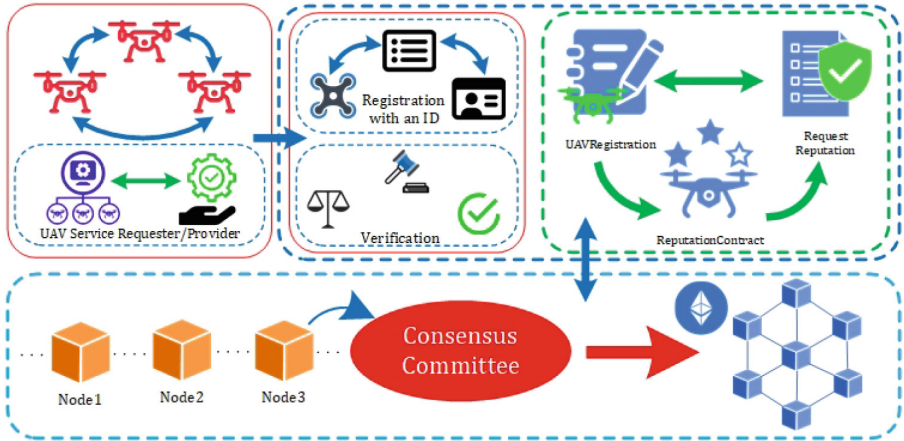 Registration
with an ID
UAV Service Requester/Provider
Verification
UAVRegistration
Request
Reputation
ReputationContract
Consensus
Committee
Node1
Node2
Node3